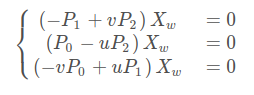 (−P₁ + vP₂) X_w = 0
(P₀ − uP₂) X_w = 0
(−vP₀ + uP₁) X_w = 0